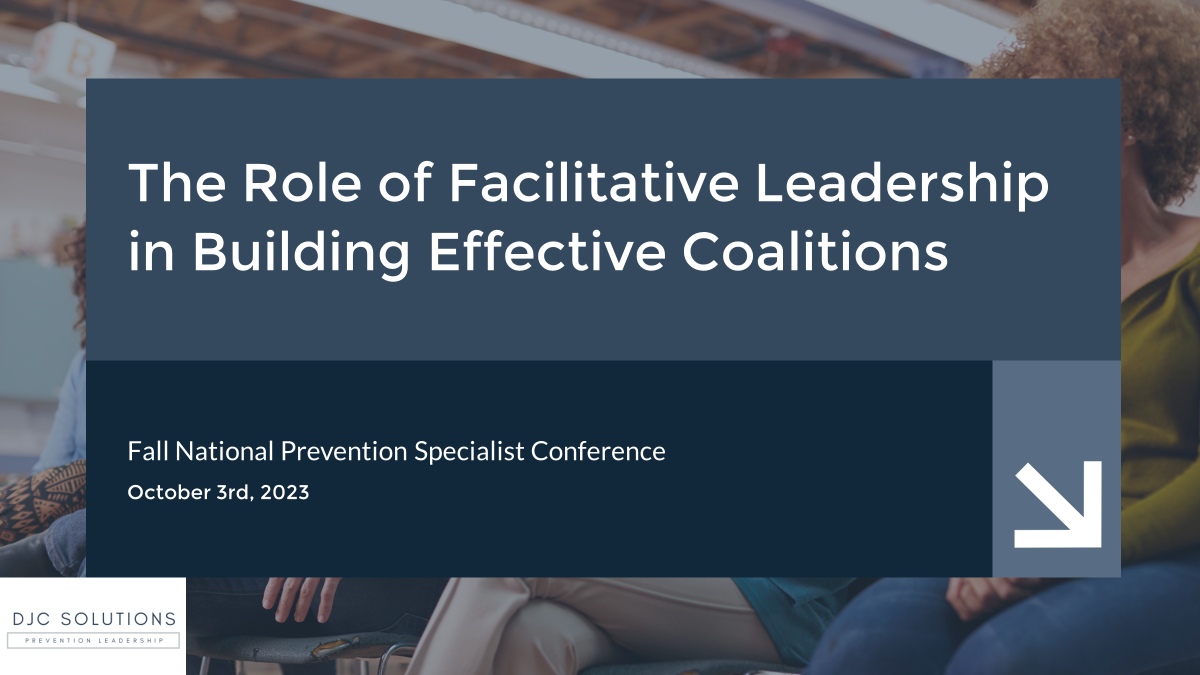 B
The Role of Facilitative Leadership
in Building Effective Coalitions
Fall National Prevention Specialist Conference
October 3rd, 2023
DJC SOLUTIONS
PREVENTION LEADERSHIP